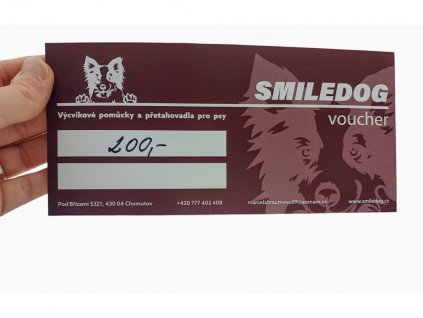 SMILEDOG
voucher
Výcvikové pomůcky a přetahovadla pro psy
200,-
Pod Břízami 5321, 430 04 Chomutov
+420 777 402 408
www.smiledog.cz